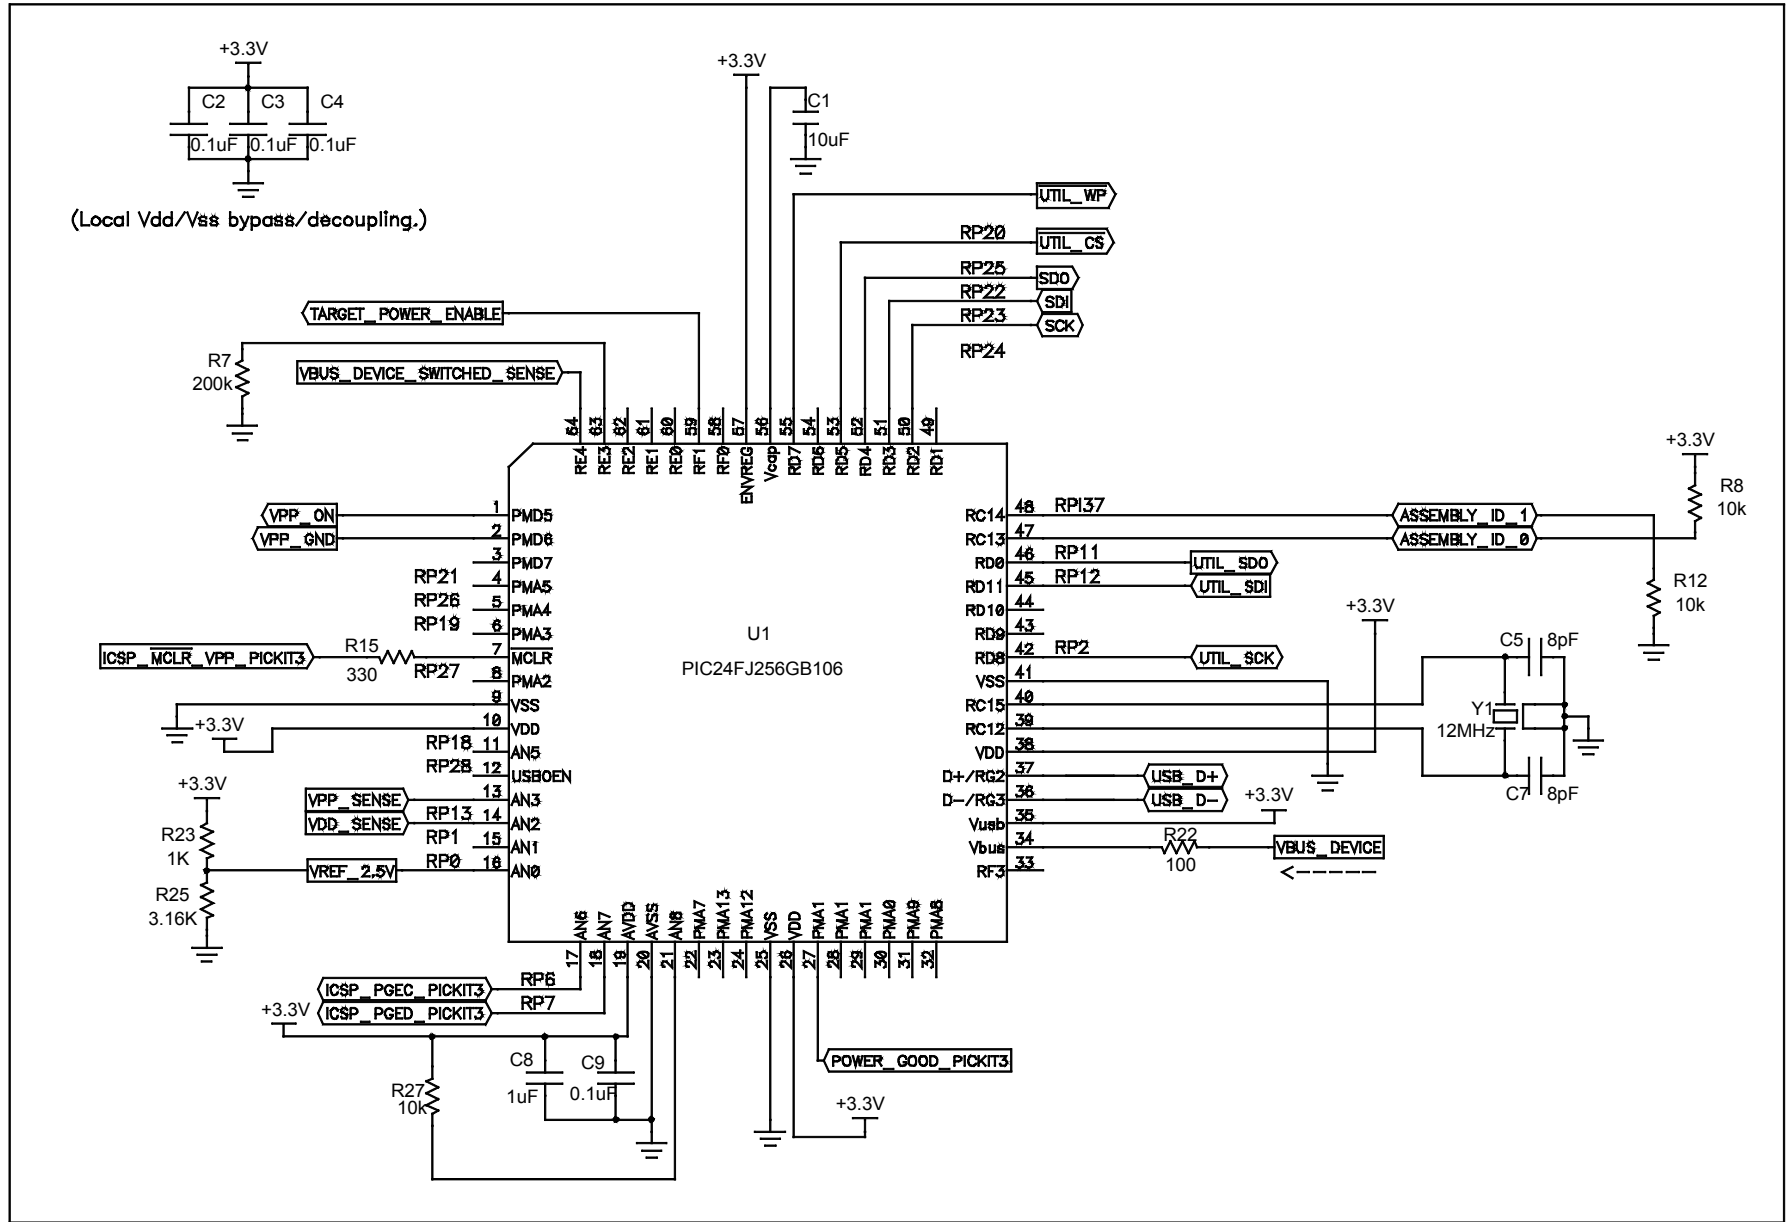 +3.3V
C2
C3
C4
0.1uF
0.1uF
0.1uF
(Local Vdd/Vss bypass/decoupling.)
+3.3V
C1
10uF
UTIL_WP
RP20
UTIL_CS
RP25
SDO
RP22
SDI
RP23
SCK
RP24
TARGET_POWER_ENABLE
R7
200k
VBUS_DEVICE_SWITCHED_SENSE
64
63
62
61
60
59
58
57
56
55
54
53
52
51
50
49
RE4
RE3
RE2
RE1
RE0
RF1
RF0
ENVREG
Vcap
RD7
RD6
RD5
RD4
RD3
RD2
RD1
VPP_ON
1
PMD5
VPP_GND
2
PMD6
3
PMD7
RP21
4
PMA5
RP26
5
PMA4
RP19
6
PMA3
ICSP_MCLR_VPP_PICKIT3
R15
330
7
MCLR
RP27
8
PMA2
9
VSS
+3.3V
10
VDD
RP18
11
AN5
RP28
12
USBOEN
VPP_SENSE
13
AN3
VDD_SENSE
RP13
14
AN2
RP1
15
AN1
VREF_2.5V
RP0
16
AN0
+3.3V
R23
1K
R25
3.16K
U1
PIC24FJ256GB106
RC14
48
RPI37
ASSEMBLY_ID_1
RC13
47
ASSEMBLY_ID_0
RD0
46
RP11
UTIL_SDO
RD11
45
RP12
UTIL_SDI
RD10
44
RD9
43
RD8
42
RP2
UTIL_SCK
VSS
41
RC15
40
RC12
39
VDD
38
D+/RG2
37
USB_D+
D-/RG3
36
USB_D-
Vusb
35
+3.3V
Vbus
34
R22
100
VBUS_DEVICE
RF3
33
+3.3V
R8
10k
R12
10k
+3.3V
C5
8pF
Y1
12MHz
C7
8pF
AN6
AN7
AVDD
AVSS
AN8
PMA7
PMA13
PMA12
VSS
VDD
PMA1
PMA1
PMA1
PMA0
PMA9
PMA8
17
18
19
20
21
22
23
24
25
26
27
28
29
30
31
32
ICSP_PGEC_PICKIT3
RP6
ICSP_PGED_PICKIT3
RP7
+3.3V
C8
1uF
C9
0.1uF
R27
10k
POWER_GOOD_PICKIT3
+3.3V